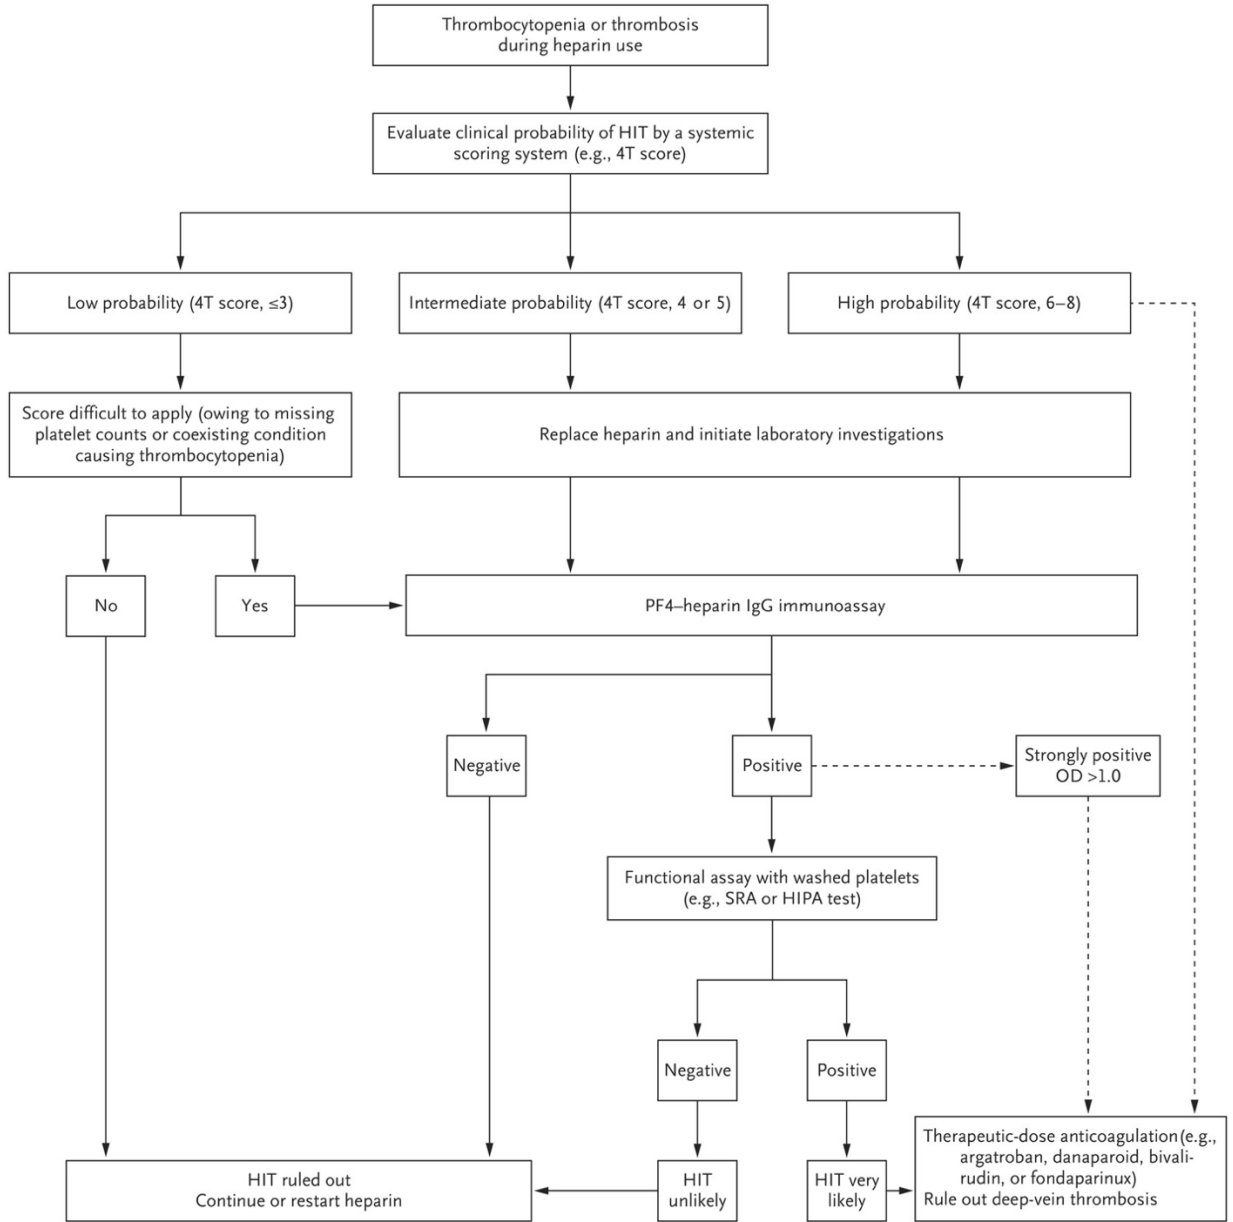 Thrombocytopenia or thrombosis
during heparin use
Evaluate clinical probability of HIT by a systemic
scoring system (e.g., 4T score)
Low probability (4T score, ≤3)
Intermediate probability (4T score, 4 or 5)
High probability (4T score, 6–8)
Score difficult to apply (owing to missing
platelet counts or coexisting condition
causing thrombocytopenia)
Replace heparin and initiate laboratory investigations
No
Yes
PF4–heparin IgG immunoassay
Negative
Positive
Strongly positive
OD >1.0
Functional assay with washed platelets
(e.g., SRA or HIPA test)
Negative
Positive
HIT ruled out
Continue or restart heparin
HIT
unlikely
HIT very
likely
Therapeutic-dose anticoagulation (e.g.,
argatroban, danaparoid, bivali-
rudin, or fondaparinux)
Rule out deep-vein thrombosis